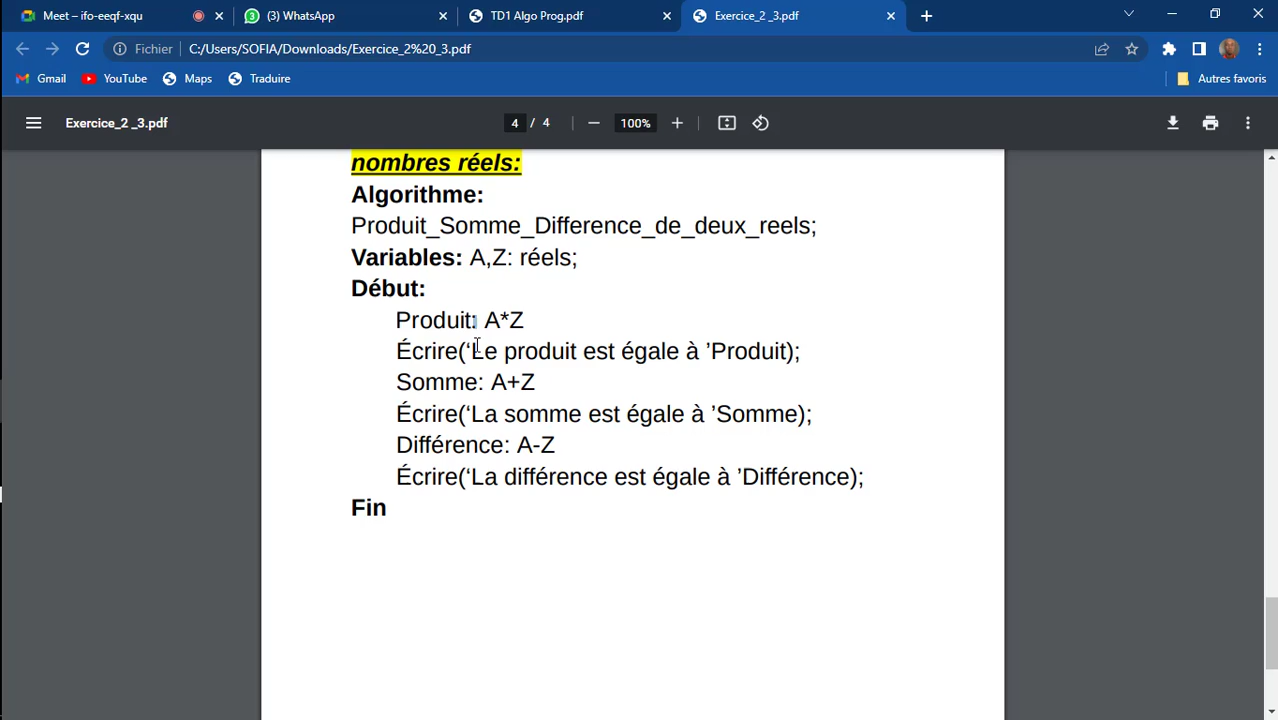 Meet – ifo-eeqf-xqu
(3) WhatsApp
TD1 Algo Prog.pdf
Exercice_2 _3.pdf
Fichier
C:/Users/SOFIA/Downloads/Exercice_2%20_3.pdf
Gmail
YouTube
Maps
Traduire
Autres favoris
Exercice_2 _3.pdf
4 / 4
100%
nombres réels:
Algorithme:
Produit_Somme_Difference_de_deux_reels;
Variables: A,Z: réels;
Début:
Produit: A*Z
Écrire(‘Le produit est égale à ’Produit);
Somme: A+Z
Écrire(‘La somme est égale à ’Somme);
Différence: A-Z
Écrire(‘La différence est égale à ’Différence);
Fin